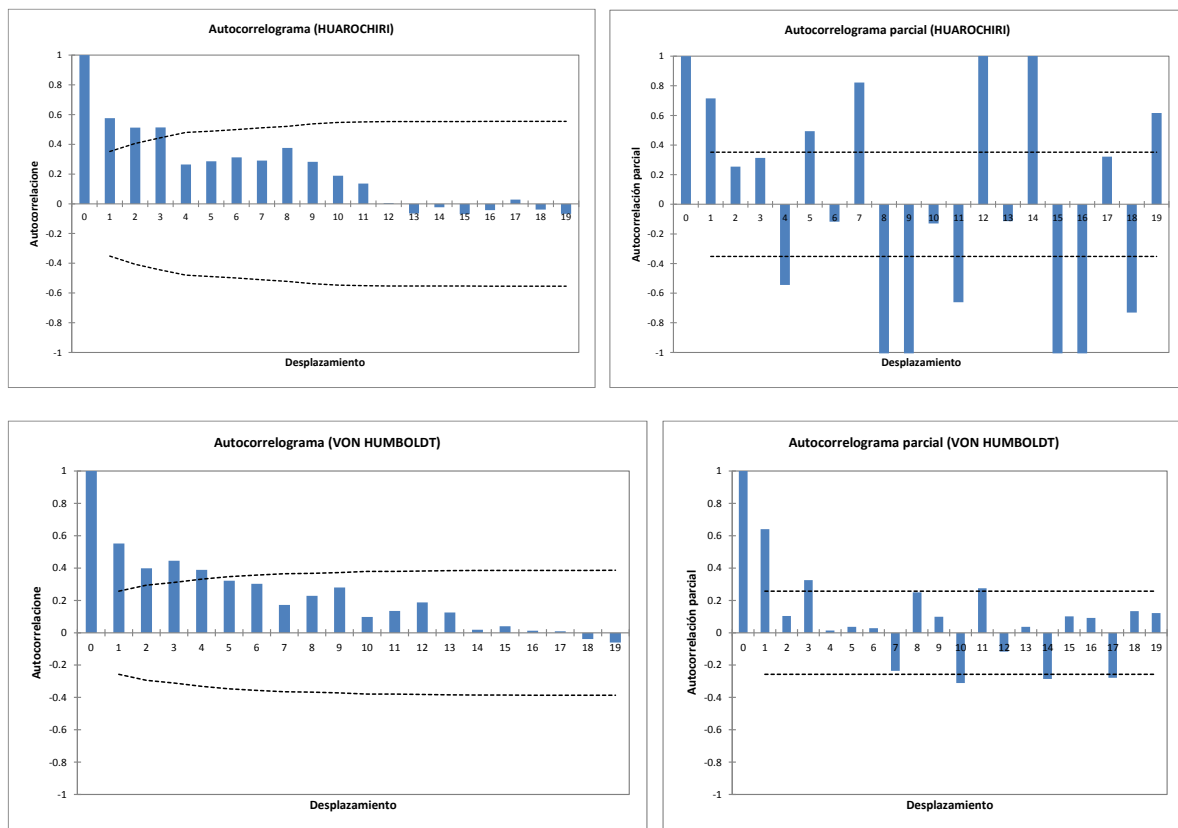 Autocorrelograma (HUAROCHIRI)
1
0.8
0.6
0.4
0.2
0
-0.2
-0.4
-0.6
-0.8
-1
0 1 2 3 4 5 6 7 8 9 10 11 12 13 14 15 16 17 18 19
Autocorrelacione
Desplazamiento
Autocorrelograma parcial (HUAROCHIRI)
1
0.8
0.6
0.4
0.2
0
-0.2
-0.4
-0.6
-0.8
-1
0 1 2 3 4 5 6 7 8 9 10 11 12 13 14 15 16 17 18 19
Autocorrelación parcial
Desplazamiento
Autocorrelograma (VON HUMBOLDT)
1
0.8
0.6
0.4
0.2
0
-0.2
-0.4
-0.6
-0.8
-1
0 1 2 3 4 5 6 7 8 9 10 11 12 13 14 15 16 17 18 19
Autocorrelacione
Desplazamiento
Autocorrelograma parcial (VON HUMBOLDT)
1
0.8
0.6
0.4
0.2
0
-0.2
-0.4
-0.6
-0.8
-1
0 1 2 3 4 5 6 7 8 9 10 11 12 13 14 15 16 17 18 19
Autocorrelación parcial
Desplazamiento